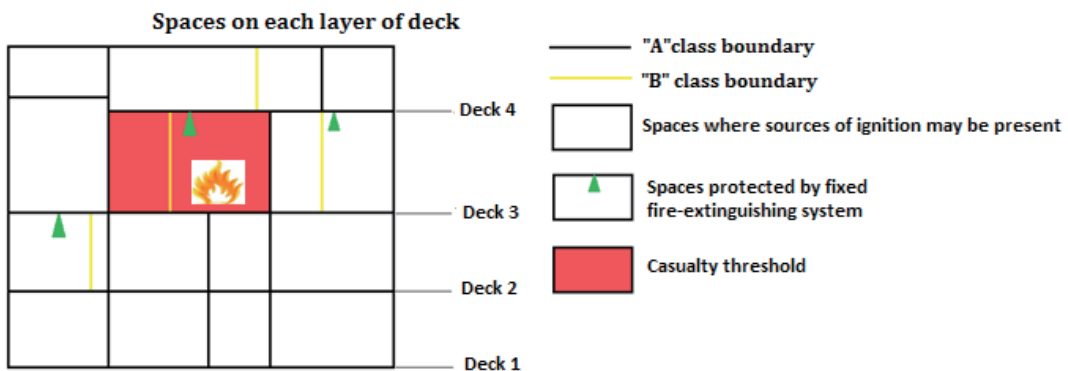 Spaces on each layer of deck
Deck 4
Deck 3
Deck 2
Deck 1
"A"class boundary
"B" class boundary
Spaces where sources of ignition may be present
Spaces protected by fixed
fire-extinguishing system
Casualty threshold